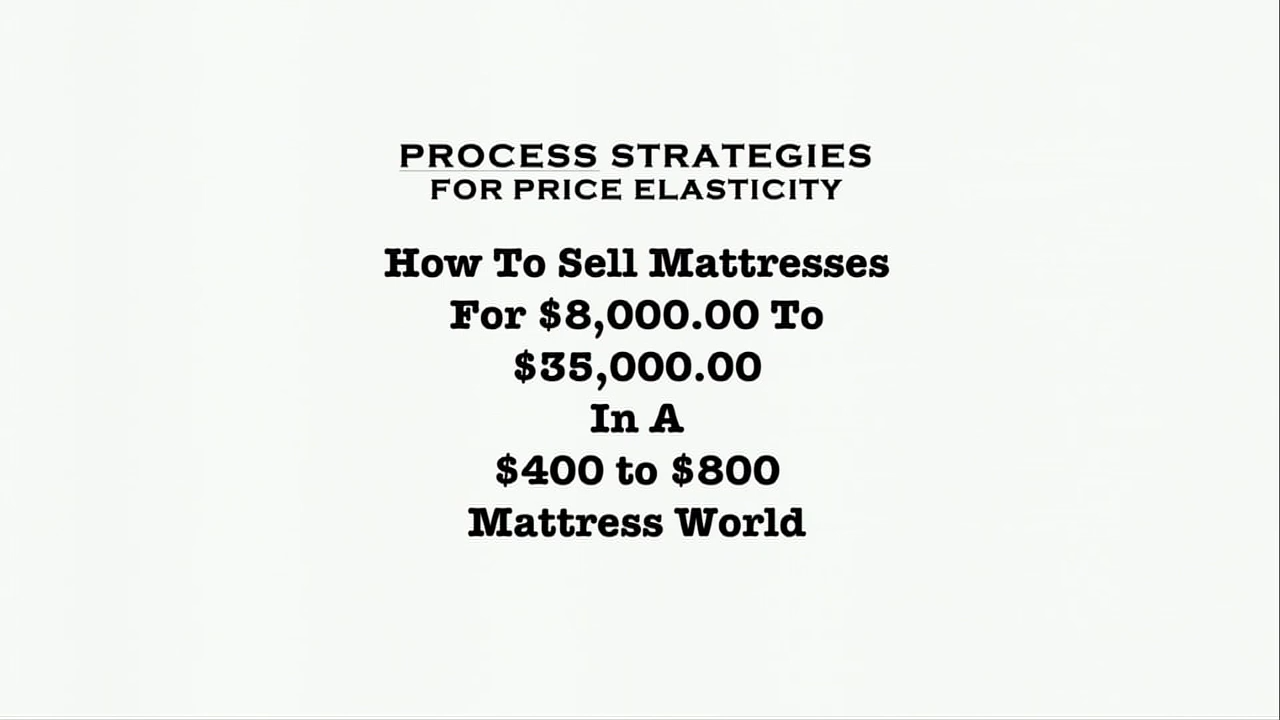 PROCESS STRATEGIES
FOR PRICE ELASTICITY
How To Sell Mattresses
For $8,000.00 To
$35,000.00
In A
$400 to $800
Mattress World